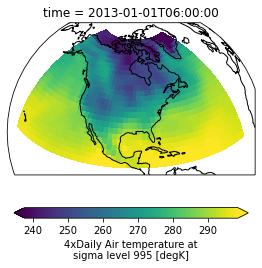 time = 2013-01-01T06:00:00
240 250 260 270 280 290
4xDaily Air temperature at
sigma level 995 [degK]